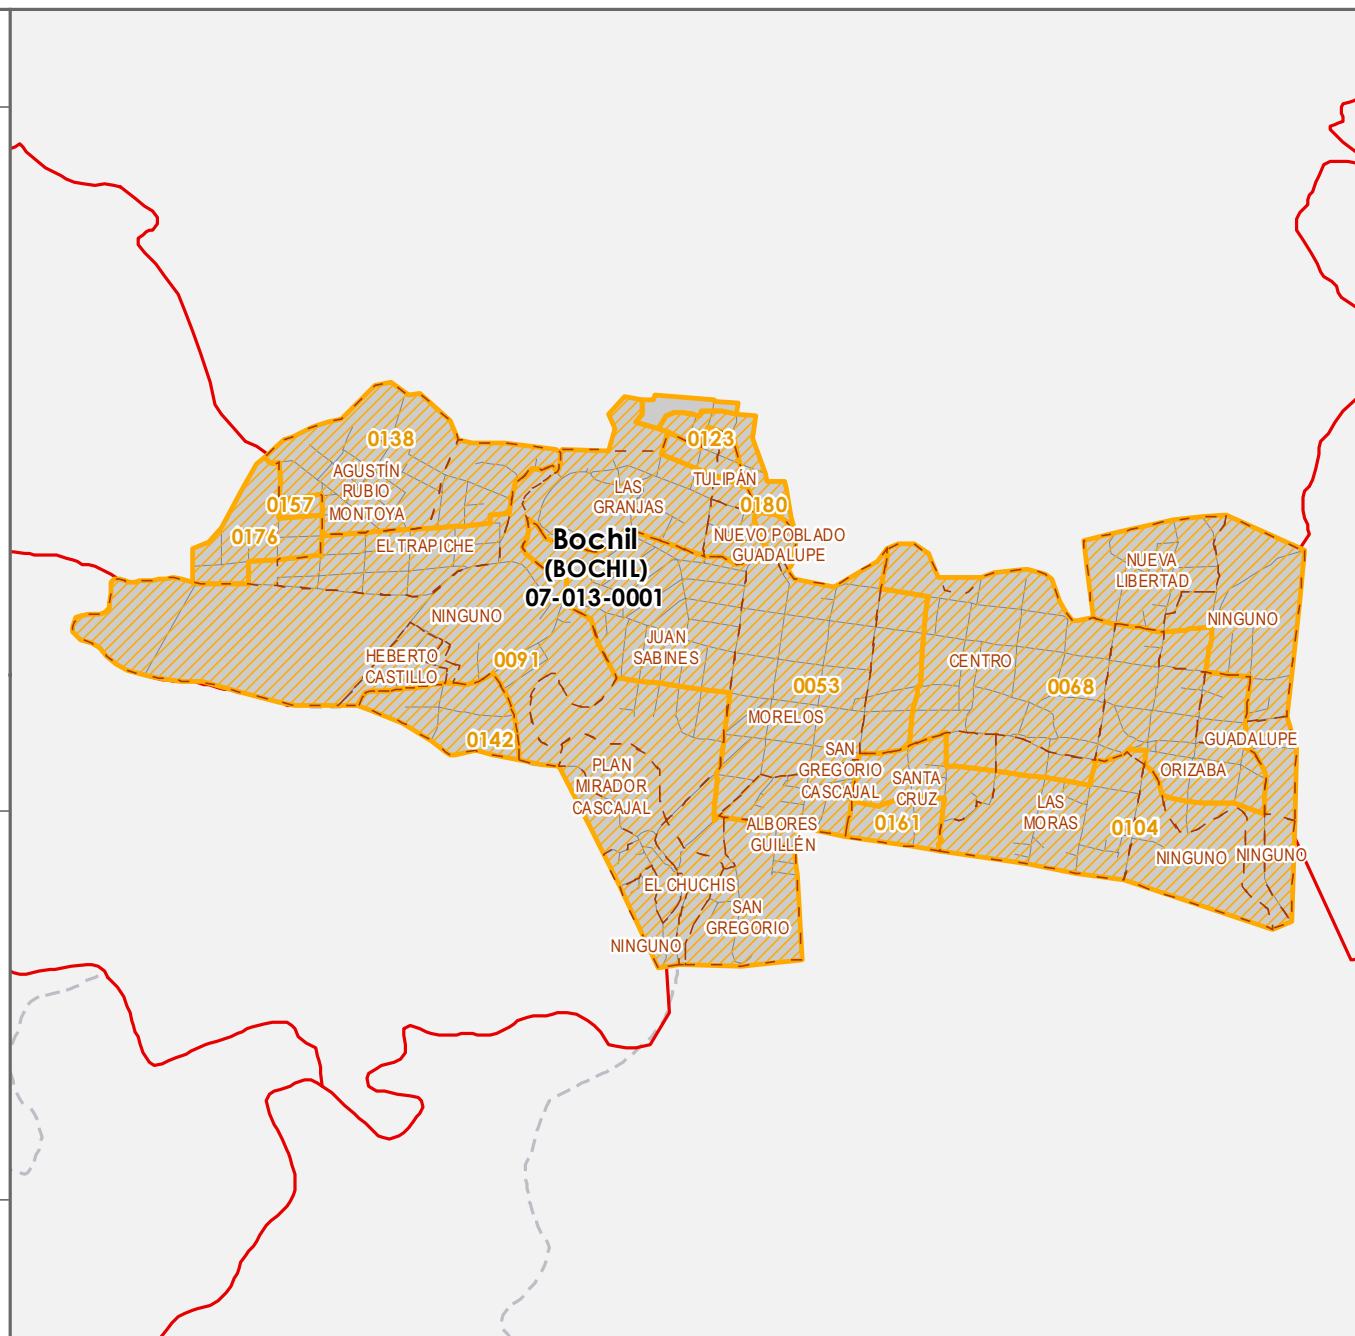 0138
0123
AGUSTÍN
RUBIO
MONTOYA
TULIPÁN
LAS
GRANJAS
0157
0180
0176
EL TRAPICHE
NUEVO POBLADO
GUADALUPE
Bochil
(BOCHIL)
07-013-0001
NUEVA
LIBERTAD
NINGUNO
NINGUNO
JUAN
SABINES
HEBERTO
CASTILLO
0091
CENTRO
0053
0068
MORELOS
0142
GUADALUPE
SAN
GREGORIO
CASCAJAL
PLAN
MIRADOR
CASCAJAL
SANTA
CRUZ
ORIZABA
LAS
MORAS
0161
0104
ALBORES
GUILLÉN
NINGUNO
NINGUNO
EL CHUCHIS
SAN
GREGORIO
NINGUNO